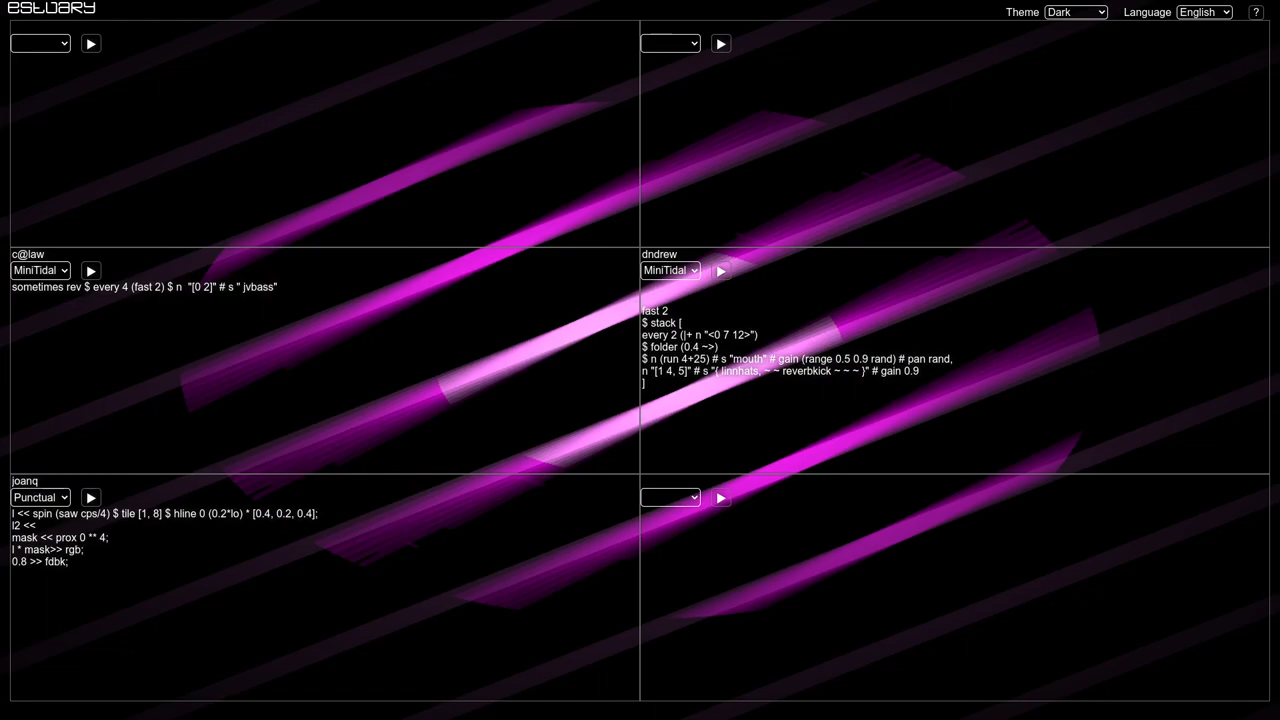 estuary
Theme Dark Language English ?
c@law
MiniTidal
sometimes rev $ every 4 (fast 2) $ n  "[0 2]" # s " jvbass"
dndrew
MiniTidal
fast 2
$ stack [
every 2 (|+ n "<0 7 12>")
$ folder (0.4 ~>)
$ n (run 4+25) # s "mouth" # gain (range 0.5 0.9 rand) # pan rand,
n "[1 4, 5]" # s "{ linnhats, ~ ~ reverbkick ~ ~ ~ }" # gain 0.9
]
joanq
Punctual
l << spin (saw cps/4) $ tile [1, 8] $ hline 0 (0.2*lo) * [0.4, 0.2, 0.4];
l2 <<
mask << prox 0 ** 4;
l * mask>> rgb;
0.8 >> fdbk;